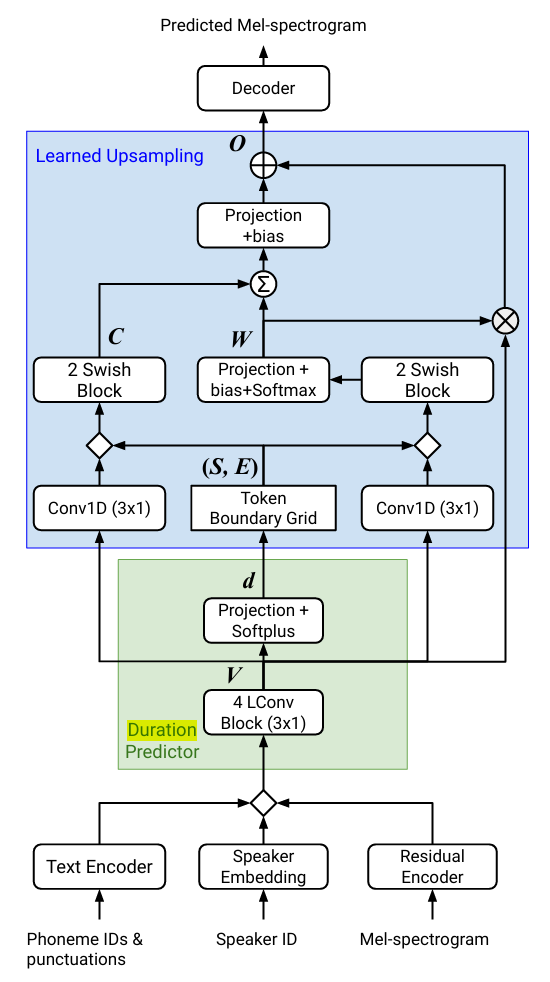 Predicted Mel-spectrogram
Decoder
O
Learned Upsampling
Projection
+bias
Σ
C
W
2 Swish
Block
Projection +
bias+Softmax
2 Swish
Block
(S, E)
Conv1D (3x1)
Token
Boundary Grid
Conv1D (3x1)
d
Projection +
Softplus
V
4 LConv
Block (3x1)
Duration
Predictor
Text Encoder
Speaker
Embedding
Residual
Encoder
Phoneme IDs &
punctuations
Speaker ID
Mel-spectrogram